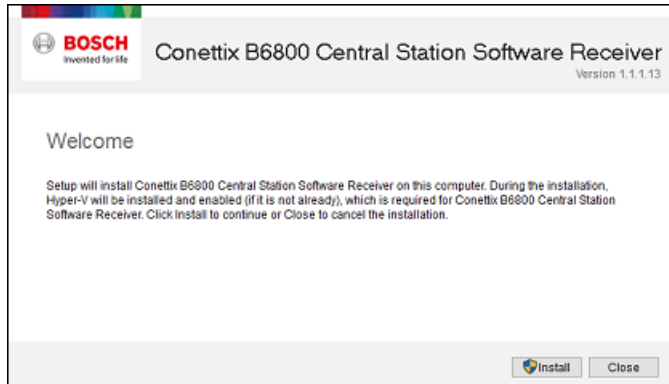 BOSCH
Invented for life
Conettix B6800 Central Station Software Receiver
Version 1.1.1.13
Welcome
Setup will install Conettix B6800 Central Station Software Receiver on this computer. During the installation,
Hyper-V will be installed and enabled (if it is not already), which is required for Conettix B6800 Central Station
Software Receiver. Click Install to continue or Close to cancel the installation.
Install
Close